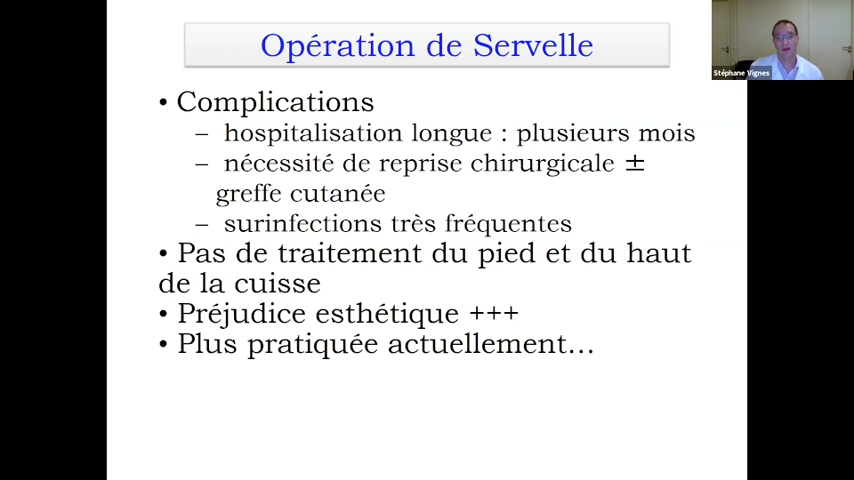 Opération de Servelle
Stéphane Vignes
• Complications
– hospitalisation longue : plusieurs mois
– nécessité de reprise chirurgicale ±
greffe cutanée
– surinfections très fréquentes
• Pas de traitement du pied et du haut
de la cuisse
• Préjudice esthétique +++
• Plus pratiquée actuellement…